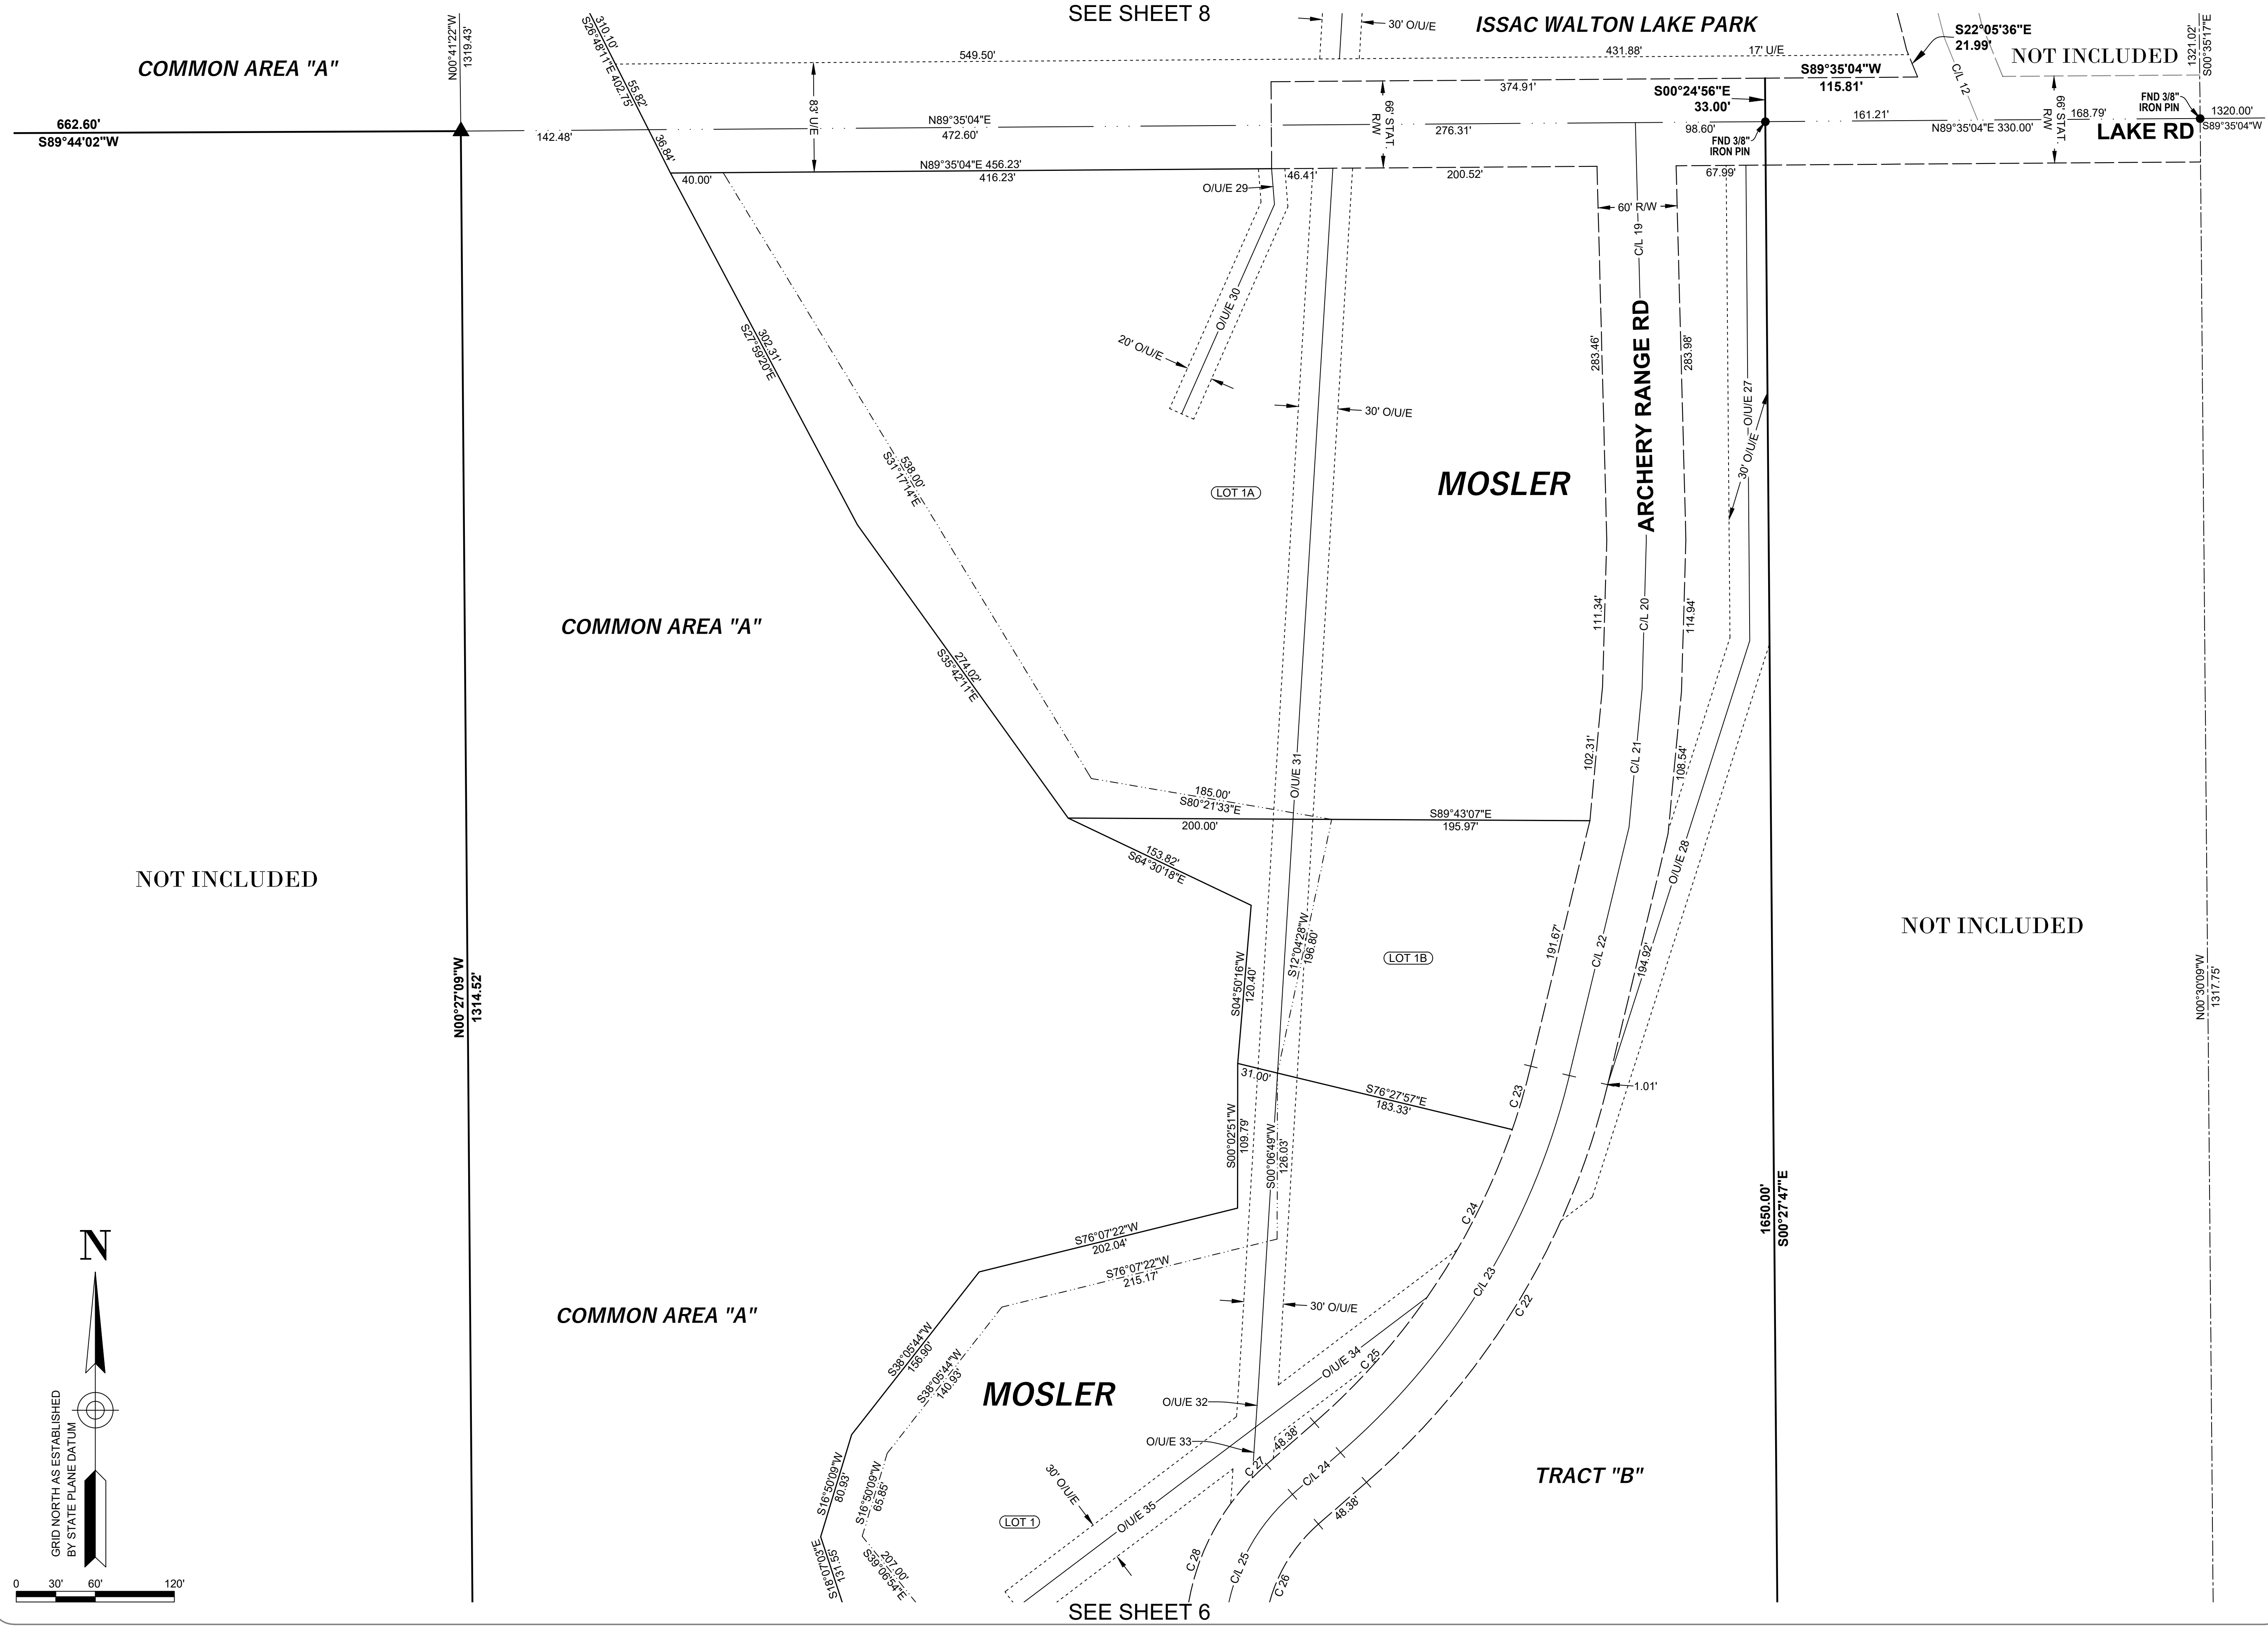 SEE SHEET 8
ISSAC WALTON LAKE PARK
COMMON AREA "A"
N00°41'22"W
1319.43'
310.10'
S26°48'11"E 402.75'
55.82'
36.84'
549.50'
30' O/U/E
431.88'
17' U/E
S22°05'36"E
21.99'
NOT INCLUDED
1321.02'
S00°35'17"E
C/L 12
S89°35'04"W
115.81'
S00°24'56"E
33.00'
374.91'
83' U/E
66' STAT.
R/W
66' STAT.
R/W
FND 3/8"
IRON PIN
662.60'
S89°44'02"W
142.48'
N89°35'04"E
472.60'
276.31'
98.60'
FND 3/8"
IRON PIN
161.21'
N89°35'04"E 330.00'
168.79'
LAKE RD
1320.00'
S89°35'04"W
40.00'
N89°35'04"E 456.23'
416.23'
O/U/E 29
46.41'
200.52'
67.99'
60' R/W
C/L 19
302.31'
S27°59'20"E
20' O/U/E
O/U/E 30
283.46'
ARCHERY RANGE RD
283.98'
O/U/E 27
30' O/U/E
30' O/U/E
538.00'
S31°17'14"E
LOT 1A
MOSLER
COMMON AREA "A"
274.02'
S35°42'11"E
111.34'
C/L 20
114.94'
102.31'
C/L 21
108.54'
O/U/E 31
185.00'
S80°21'33"E
200.00'
S89°43'07"E
195.97'
153.82'
S64°30'18"E
O/U/E 28
NOT INCLUDED
NOT INCLUDED
S12°04'28"W
196.80'
191.67'
C/L 22
194.92'
LOT 1B
S04°50'16"W
120.40'
N00°27'09"W
1314.52'
N00°30'09"W
1317.75'
31.00'
S76°27'57"E
183.33'
C 23
1.01'
S00°02'51"W
109.79'
S00°06'49"W
126.03'
1650.00'
S00°27'47"E
C 24
S76°07'22"W
202.04'
S76°07'22"W
215.17'
C/L 23
C 22
30' O/U/E
COMMON AREA "A"
N
S38°05'44"W
156.90'
S38°05'44"W
140.93'
O/U/E 34
C 25
MOSLER
O/U/E 32
O/U/E 33
48.38'
C 27
C/L 24
TRACT "B"
GRID NORTH AS ESTABLISHED
BY STATE PLANE DATUM
S16°50'09"W
80.93'
S16°50'09"W
65.85'
30' O/U/E
LOT 1
O/U/E 35
48.38'
S18°07'03"E
131.55'
207.00'
S39°06'54"E
C 28
C/L 25
C 26
0 30' 60' 120'
SEE SHEET 6